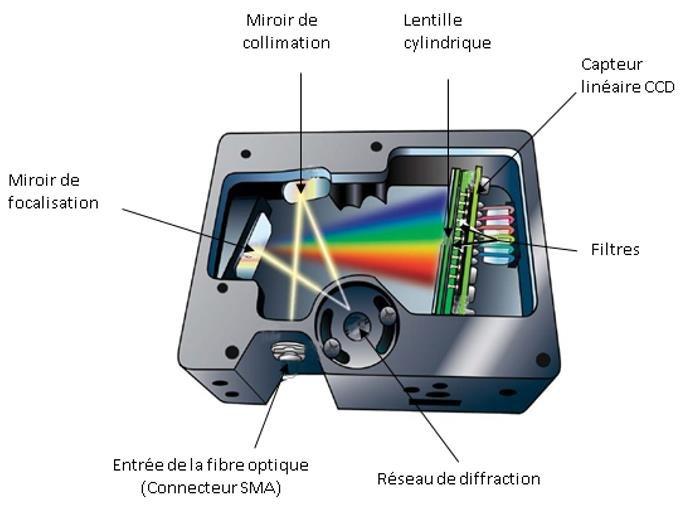 Miroir de
collimation
Lentille
cylindrique
Capteur
linéaire CCD
Miroir de
focalisation
Filtres
Entrée de la fibre optique
(Connecteur SMA)
Réseau de diffraction